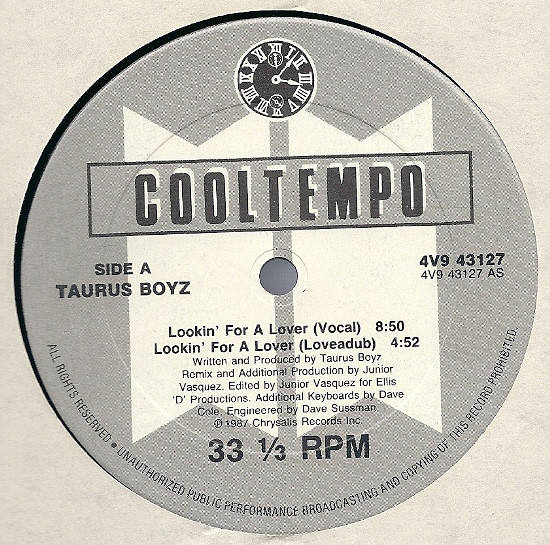 COOLTEMPO
SIDE A
TAURUS BOYZ
4V9 43127
4V9 43127 AS
Lookin' For A Lover (Vocal) 8:50
Lookin' For A Lover (Loveadub) 4:52
Written and Produced by Taurus Boyz
Remix and Additional Production by Junior
Vasquez. Edited by Junior Vasquez for Ellis
'D' Productions. Additional Keyboards by Dave
Cole. Engineered by Dave Sussman.
℗1987 Chrysalis Records Inc.
33 ⅓ RPM
ALL RIGHTS RESERVED • UNAUTHORIZED PUBLIC PERFORMANCE BROADCASTING AND COPYING OF THIS RECORD PROHIBITED.